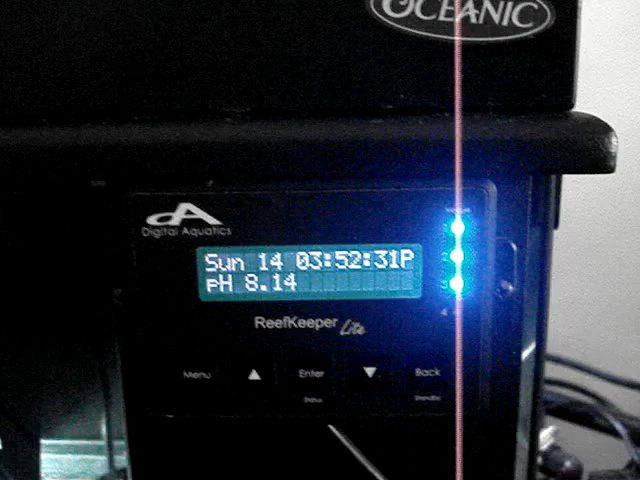 OCEANIC
dA
Digital Aquatics
Sun 14 03:52:31P
pH 8.14
ReefKeeper Lite
Menu ▲ Enter ▼ Back
Status Standby